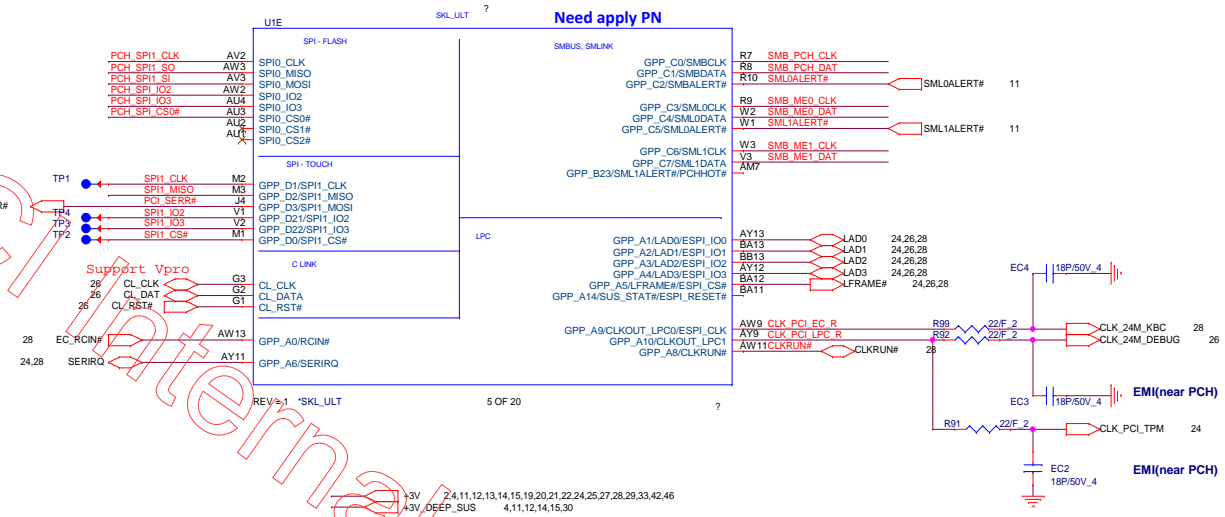 SKL_ULT
?
Need apply PN
U1E
SPI - FLASH
SMBUS, SMLINK
PCH_SPI1_CLK AV2 SPI0_CLK
PCH_SPI1_SO AW3 SPI0_MISO
PCH_SPI1_SI AV3 SPI0_MOSI
PCH_SPI_IO2 AW2 SPI0_IO2
PCH_SPI_IO3 AU4 SPI0_IO3
PCH_SPI_CS0# AU3 SPI0_CS0#
AU2 SPI0_CS1#
AU1 SPI0_CS2#
GPP_C0/SMBCLK R7 SMB_PCH_CLK
GPP_C1/SMBDATA R8 SMB_PCH_DAT
GPP_C2/SMBALERT# R10 SML0ALERT# SML0ALERT# 11
GPP_C3/SML0CLK R9 SMB_ME0_CLK
GPP_C4/SML0DATA W2 SMB_ME0_DAT
GPP_C5/SML0ALERT# W1 SML1ALERT# SML1ALERT# 11
GPP_C6/SML1CLK W3 SMB_ME1_CLK
GPP_C7/SML1DATA V3 SMB_ME1_DAT
GPP_B23/SML1ALERT#/PCHHOT# AM7
SPI - TOUCH
TP1 SPI1_CLK M2 GPP_D1/SPI1_CLK
SPI1_MISO M3 GPP_D2/SPI1_MISO
R# PCI_SERR# J4 GPP_D3/SPI1_MOSI
TP4 SPI1_IO2 V1 GPP_D21/SPI1_IO2
TP3 SPI1_IO3 V2 GPP_D22/SPI1_IO3
TP2 SPI1_CS# M1 GPP_D0/SPI1_CS#
LPC
GPP_A1/LAD0/ESPI_IO0 AY13 LAD0 24,26,28
GPP_A2/LAD1/ESPI_IO1 BA13 LAD1 24,26,28
GPP_A3/LAD2/ESPI_IO2 BB13 LAD2 24,26,28
GPP_A4/LAD3/ESPI_IO3 AY12 LAD3 24,26,28
GPP_A5/LFRAME#/ESPI_CS# BA12 LFRAME# 24,26,28
GPP_A14/SUS_STAT#/ESPI_RESET# BA11
C LINK
Support Vpro
26 CL_CLK G3 CL_CLK
26 CL_DAT G2 CL_DATA
26 CL_RST# G1 CL_RST#
EC4 18P/50V_4
28 EC_RCIN# AW13 GPP_A0/RCIN#
24,28 SERIRQ AY11 GPP_A6/SERIRQ
GPP_A9/CLKOUT_LPC0/ESPI_CLK AW9 CLK_PCI_EC_R R99 22/F_2 CLK_24M_KBC 28
GPP_A10/CLKOUT_LPC1 AY9 CLK_PCI_LPC_R R92 22/F_2 CLK_24M_DEBUG 26
GPP_A8/CLKRUN# AW11 CLKRUN# CLKRUN# 28
REV = 1 *SKL_ULT
5 OF 20
?
EC3 18P/50V_4
EMI(near PCH)
R91 22/F_2 CLK_PCI_TPM 24
EC2
18P/50V_4
EMI(near PCH)
+3V 2,4,11,12,13,14,15,19,20,21,22,24,25,27,28,29,33,42,46
+3V_DEEP_SUS 4,11,12,14,15,30
Internal